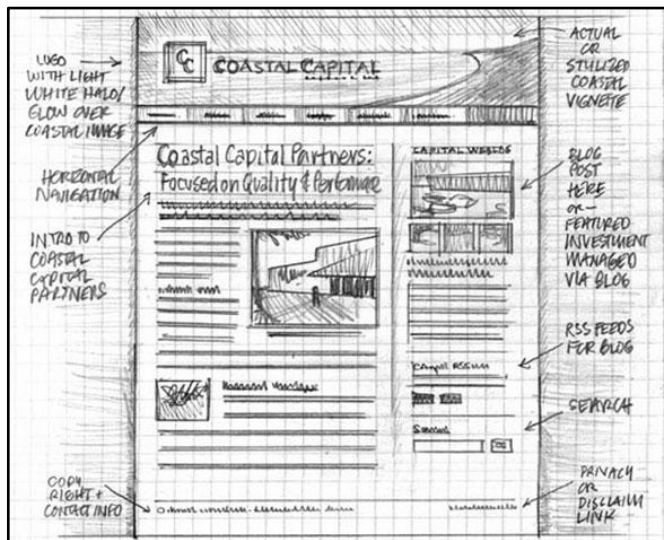 LOGO
WITH LIGHT
WHITE HALO/
GLOW OVER
COASTAL IMAGE
HORIZONTAL
NAVIGATION
INTRO TO
COASTAL
CAPITAL
PARTNERS
COPY
RIGHT +
CONTACT INFO
CC
COASTAL CAPITAL
Coastal Capital Partners:
Focused on Quality &
CAPITAL WEBLOG
Search
ACTUAL
OR
STYLIZED
COASTAL
VIGNETTE
BLOG
POST
HERE
OR—
FEATURED
INVESTMENT
MANAGED
VIA BLOG
RSS FEEDS
FOR BLOG
SEARCH
PRIVACY
OR
DISCLAIM
LINK